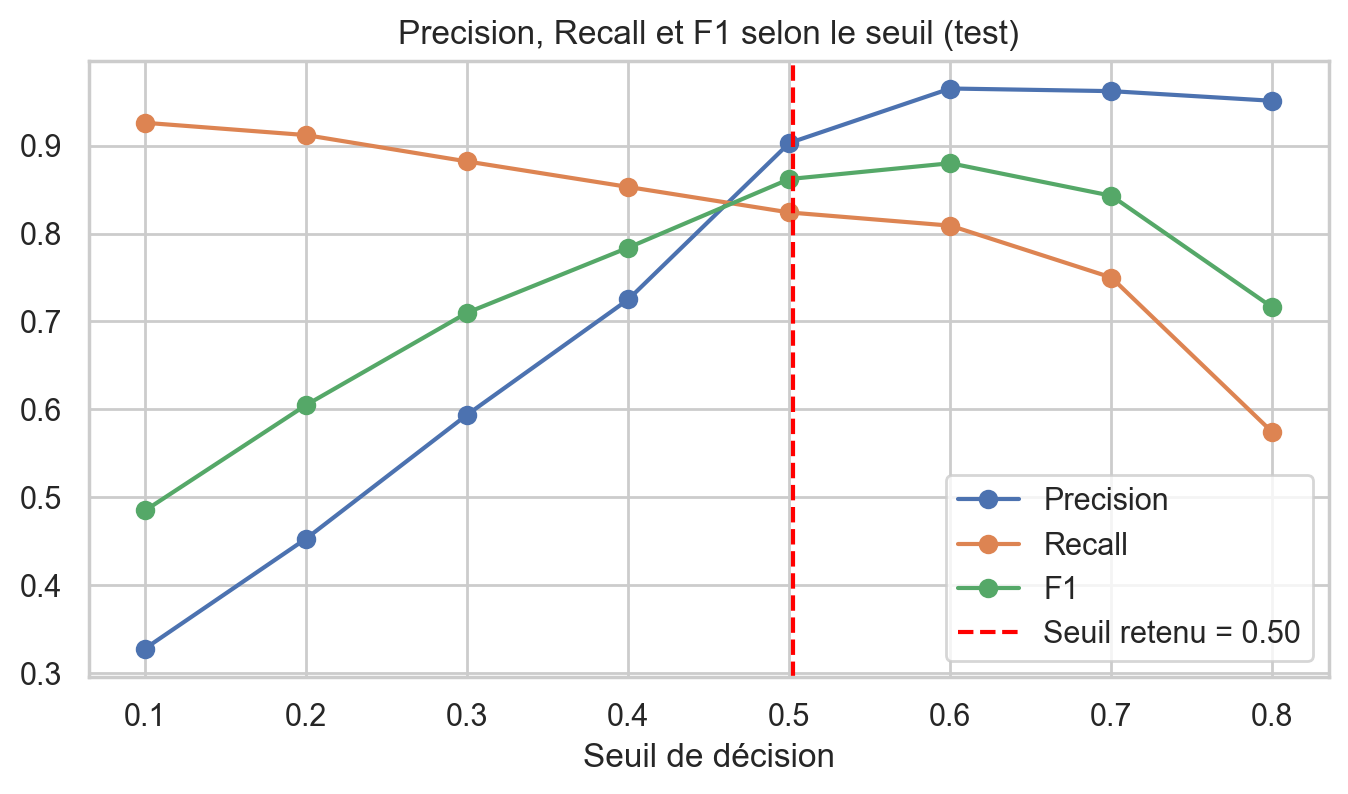 Precision, Recall et F1 selon le seuil (test)
0.9
0.8
0.7
0.6
0.5
0.4
0.3
Precision
Recall
F1
Seuil retenu = 0.50
0.1 0.2 0.3 0.4 0.5 0.6 0.7 0.8
Seuil de décision